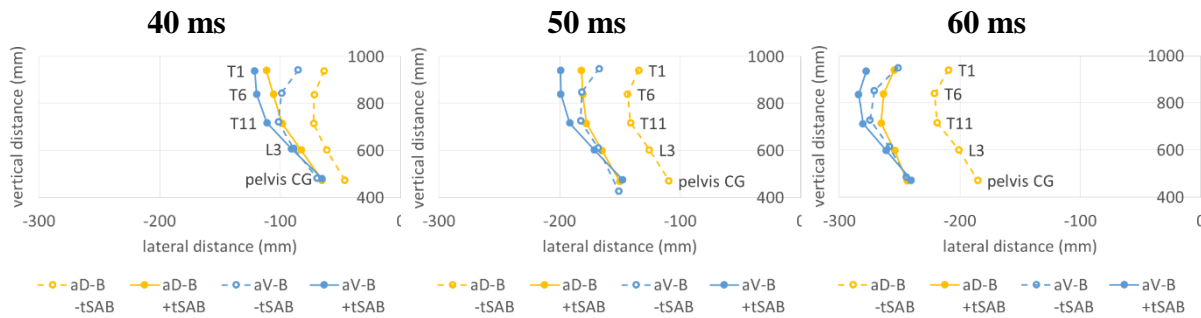 40 ms
50 ms
60 ms
vertical distance (mm)
1000
800
600
400
T1
T6
T11
L3
pelvis CG
-300
-200
-100
0
lateral distance (mm)
aD-B -tSAB
aD-B +tSAB
aV-B -tSAB
aV-B +tSAB
vertical distance (mm)
1000
800
600
400
T1
T6
T11
L3
pelvis CG
-300
-200
-100
0
lateral distance (mm)
aD-B -tSAB
aD-B +tSAB
aV-B -tSAB
aV-B +tSAB
vertical distance (mm)
1000
800
600
400
T1
T6
T11
L3
pelvis CG
-300
-200
-100
0
lateral distance (mm)
aD-B -tSAB
aD-B +tSAB
aV-B -tSAB
aV-B +tSAB